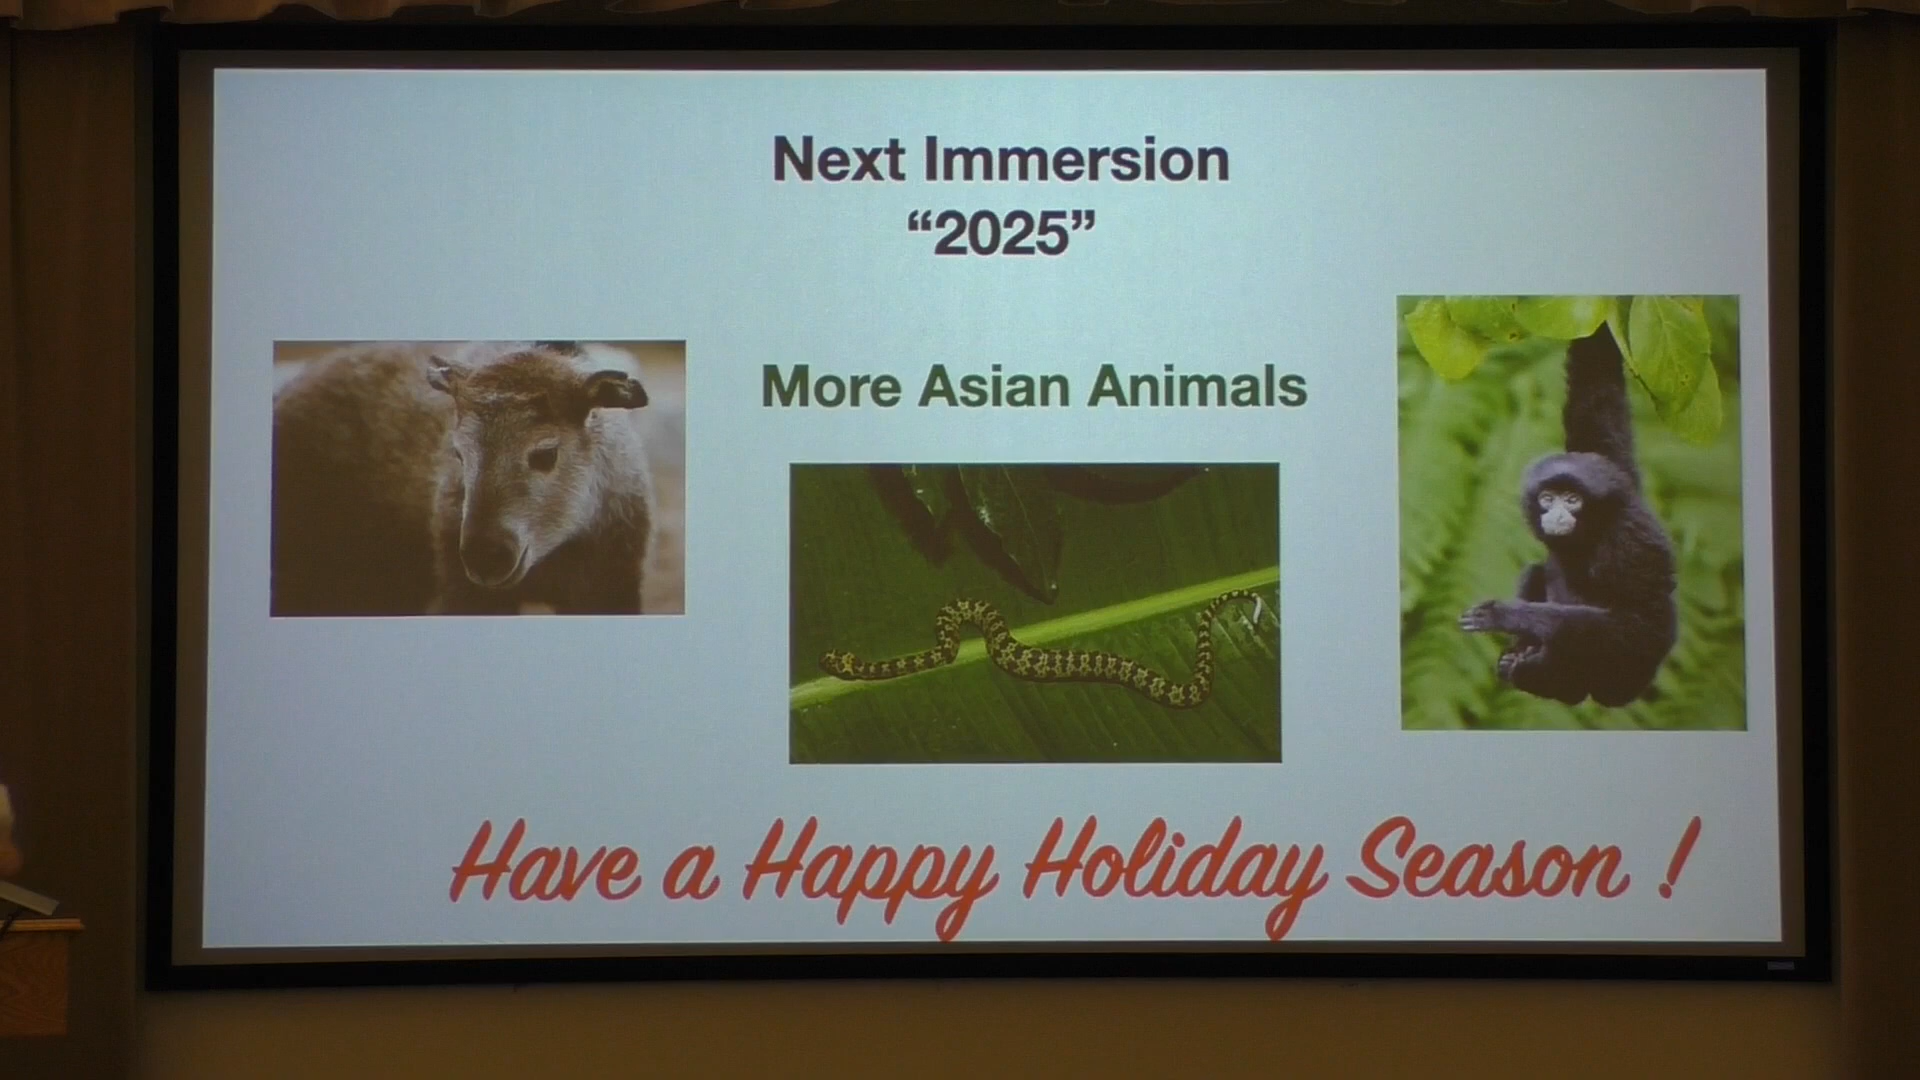 Next Immersion
“2025”
More Asian Animals
Have a Happy Holiday Season !